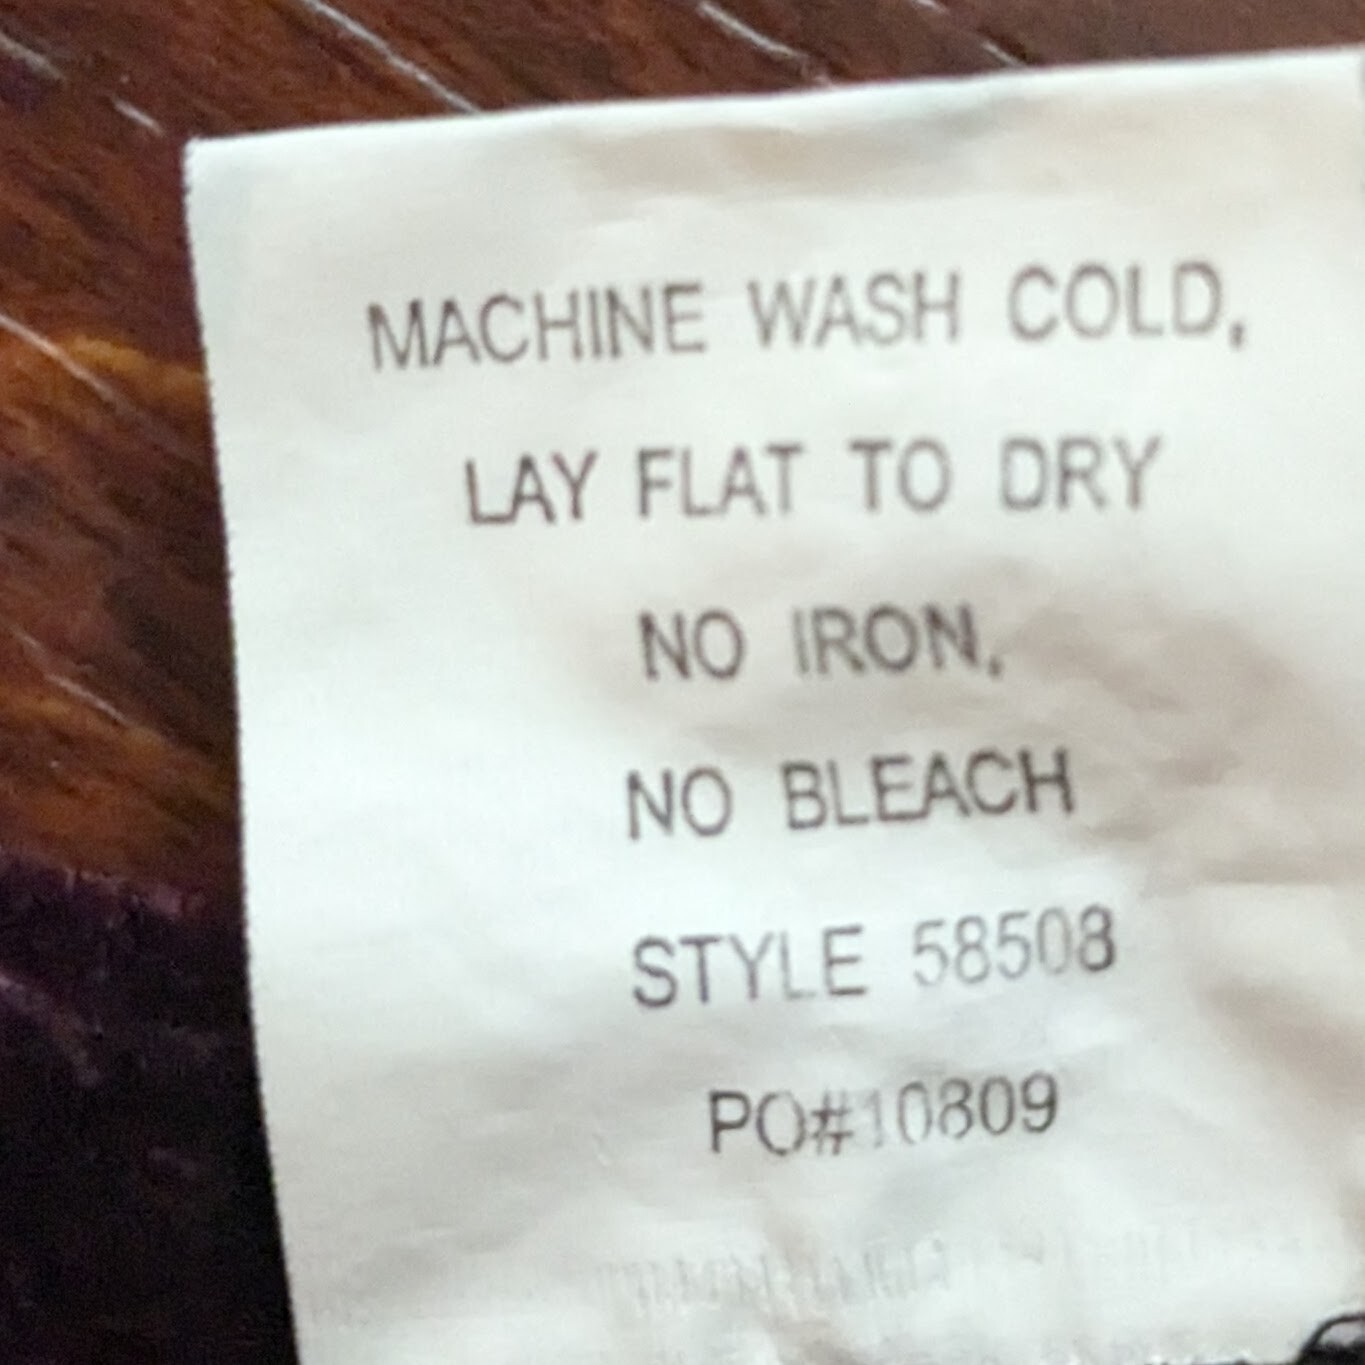 MACHINE WASH COLD,
LAY FLAT TO DRY
NO IRON,
NO BLEACH
STYLE 58508
PO#10809